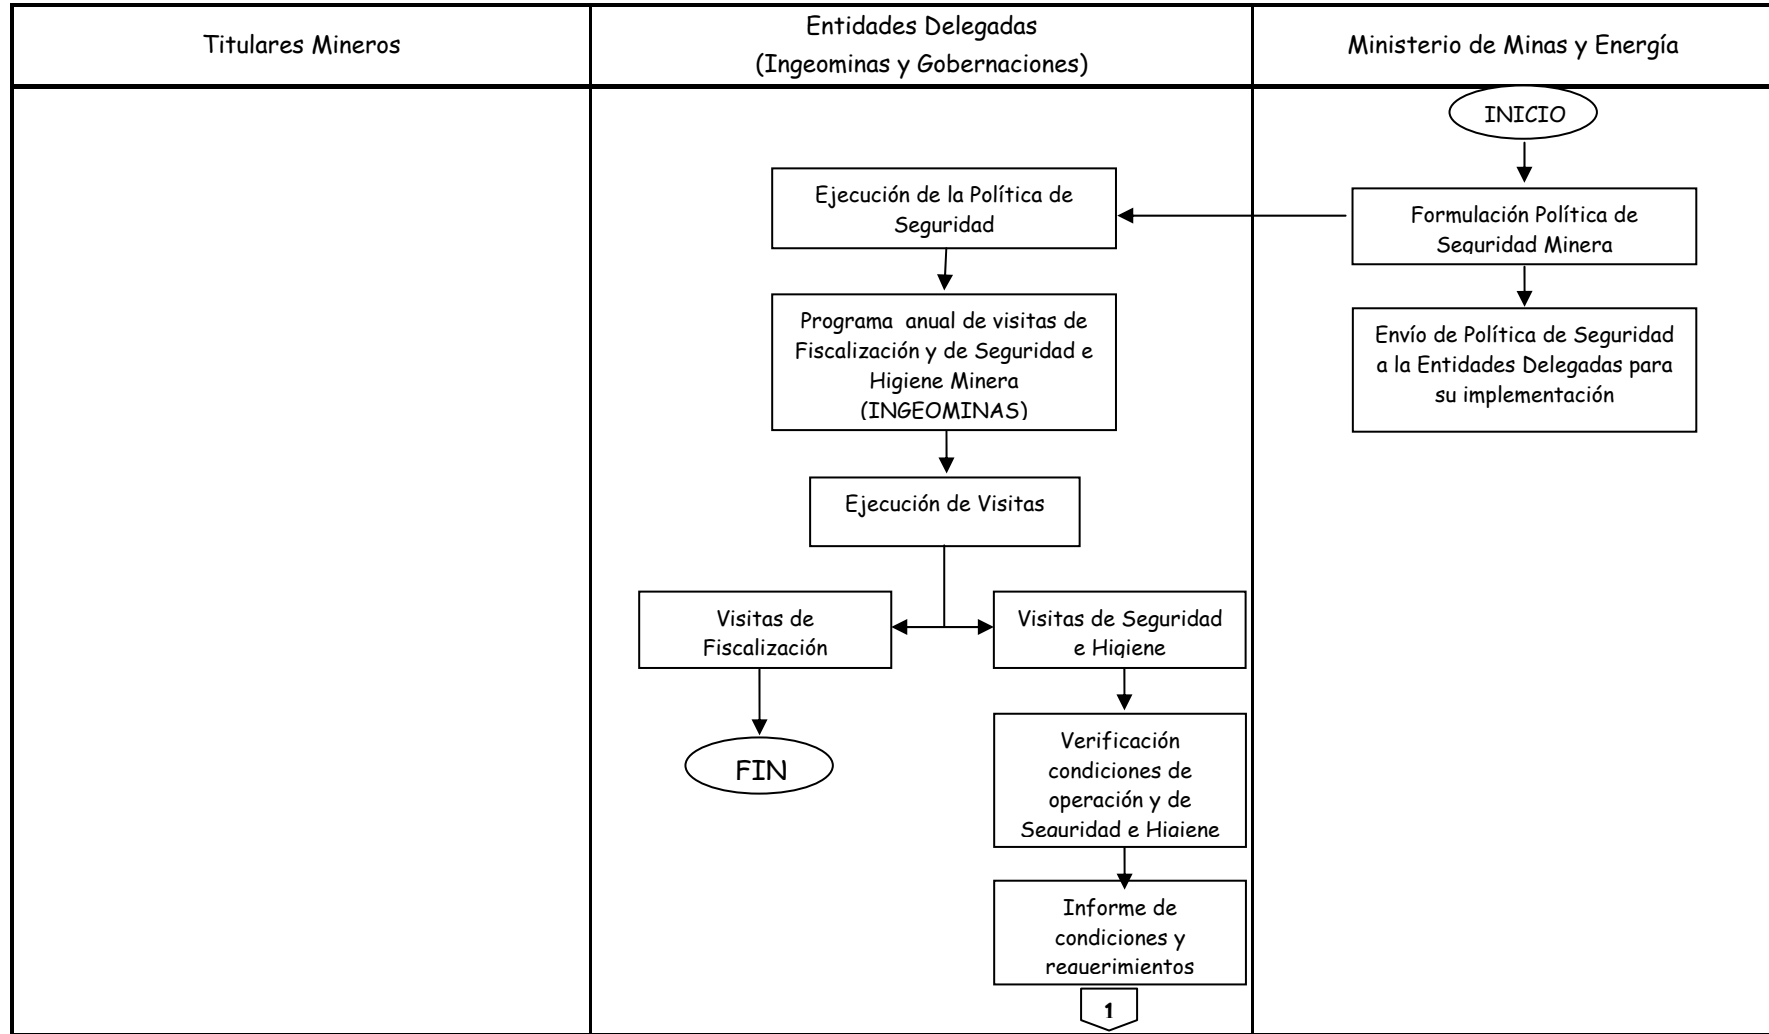 Titulares Mineros
Entidades Delegadas
(Ingeominas y Gobernaciones)
Ministerio de Minas y Energía
INICIO
Ejecución de la Política de
Seguridad
Formulación Política de
Seguridad Minera
Programa anual de visitas de
Fiscalización y de Seguridad e
Higiene Minera
(INGEOMINAS)
Envío de Política de Seguridad
a la Entidades Delegadas para
su implementación
Ejecución de Visitas
Visitas de
Fiscalización
Visitas de Seguridad
e Higiene
FIN
Verificación
condiciones de
operación y de
Seguridad e Higiene
Informe de
condiciones y
requerimientos
1